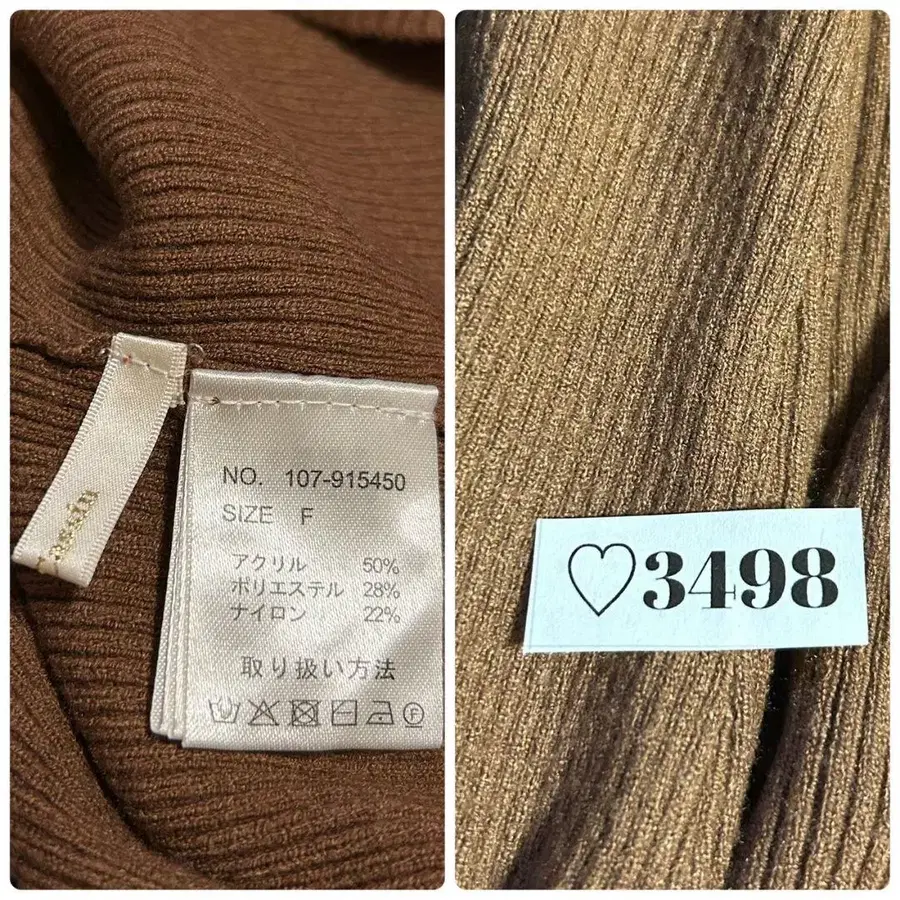 NO. 107-915450
SIZE F
アクリル 50%
ポリエステル 28%
ナイロン 22%
取り扱い方法
♡3498